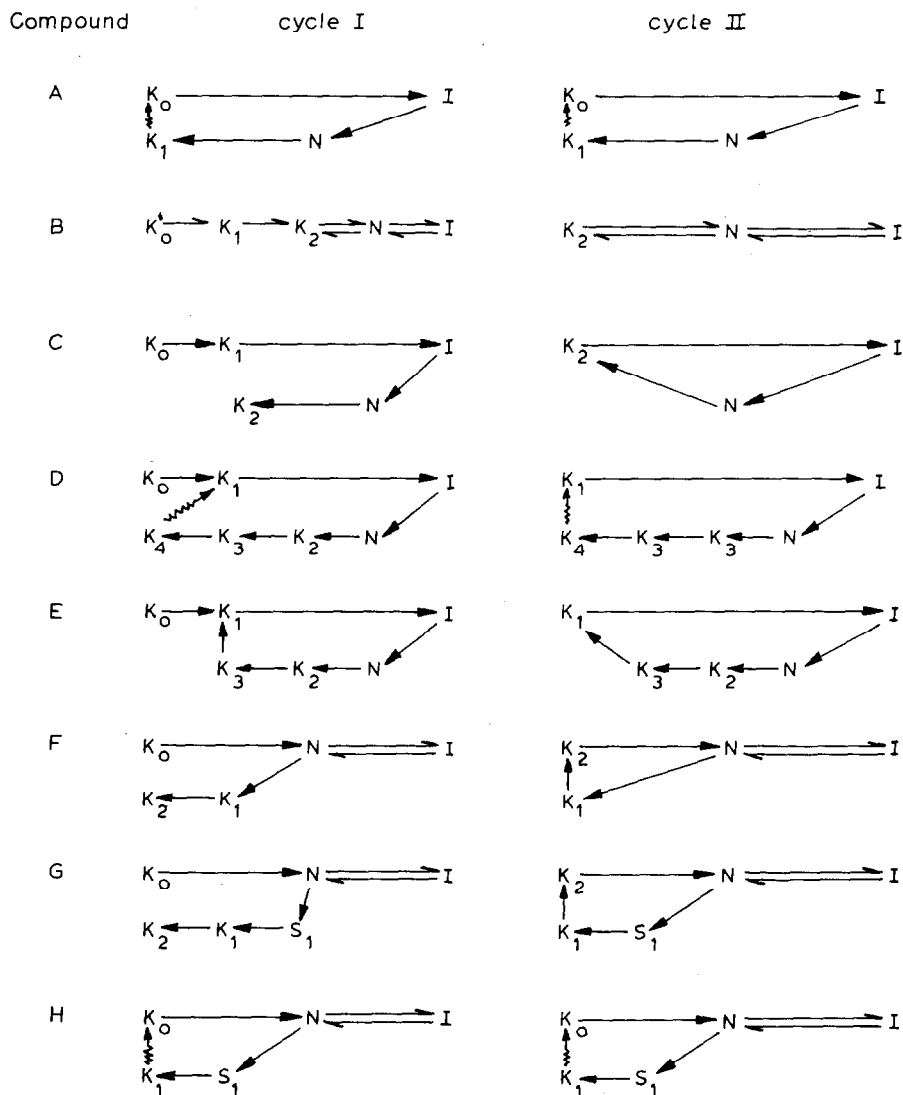 Compound cycle I cycle II
A K₀ I K₀ I
K₁ N K₁ N
B K₀ K₁ K₂ N I K₂ N I
C K₀ K₁ I K₂ I
K₂ N N
D K₀ K₁ I K₁ I
K₄ K₃ K₂ N K₄ K₃ K₃ N
E K₀ K₁ I K₁ I
K₃ K₂ N K₃ K₂ N
F K₀ N I K₂ N I
K₂ K₁ K₁
G K₀ N I K₂ N I
K₂ K₁ S₁ K₁ S₁
H K₀ N I K₀ N I
K₁ S₁ K₁ S₁